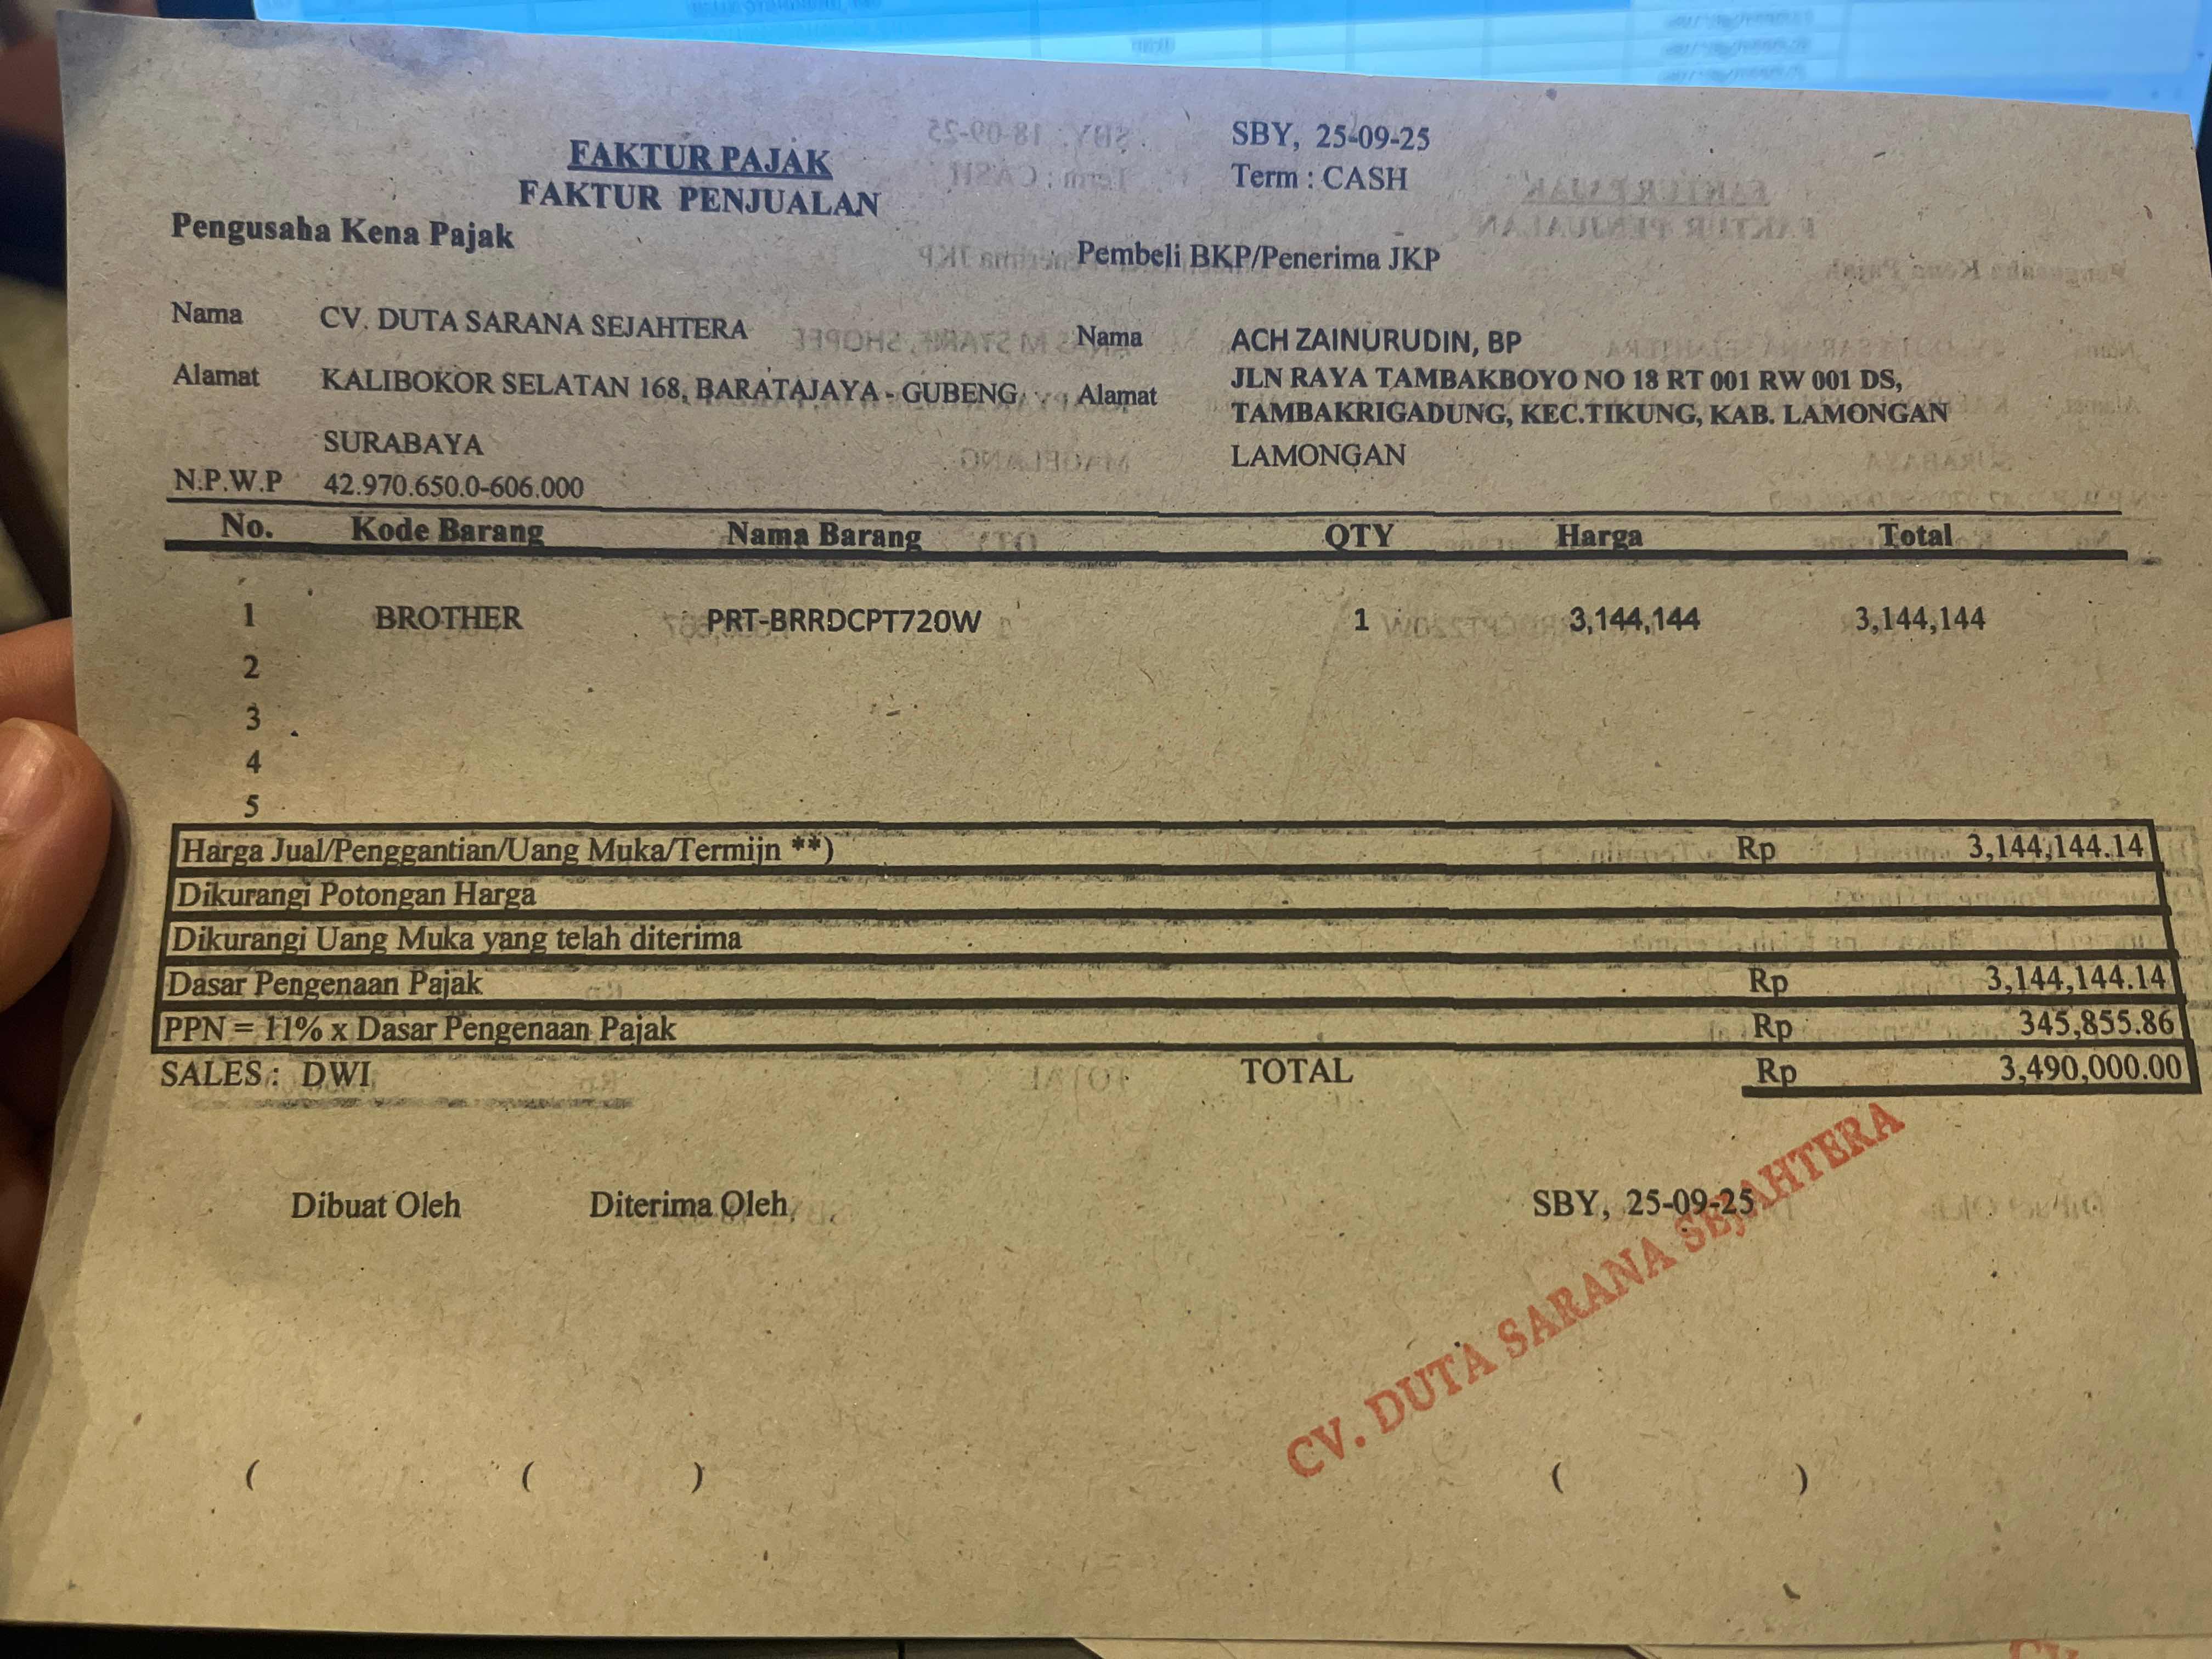 FAKTUR PAJAK
FAKTUR PENJUALAN
SBY, 25-09-25
Term : CASH
Pengusaha Kena Pajak
Pembeli BKP/Penerima JKP
Nama CV. DUTA SARANA SEJAHTERA
Alamat KALIBOKOR SELATAN 168, BARATAJAYA - GUBENG
SURABAYA
N.P.W.P 42.970.650.0-606.000
Nama ACH ZAINURUDIN, BP
Alamat JLN RAYA TAMBAKBOYO NO 18 RT 001 RW 001 DS,
TAMBAKRIGADUNG, KEC.TIKUNG, KAB. LAMONGAN
LAMONGAN
No. Kode Barang Nama Barang QTY Harga Total
1 BROTHER PRT-BRRDCPT720W 1 3,144,144 3,144,144
2
3
4
5
Harga Jual/Penggantian/Uang Muka/Termijn **) Rp 3,144,144.14
Dikurangi Potongan Harga
Dikurangi Uang Muka yang telah diterima
Dasar Pengenaan Pajak Rp 3,144,144.14
PPN = 11% x Dasar Pengenaan Pajak Rp 345,855.86
SALES : DWI TOTAL Rp 3,490,000.00
Dibuat Oleh Diterima Oleh SBY, 25-09-25
CV. DUTA SARANA SEJAHTERA
( ( ) ( )